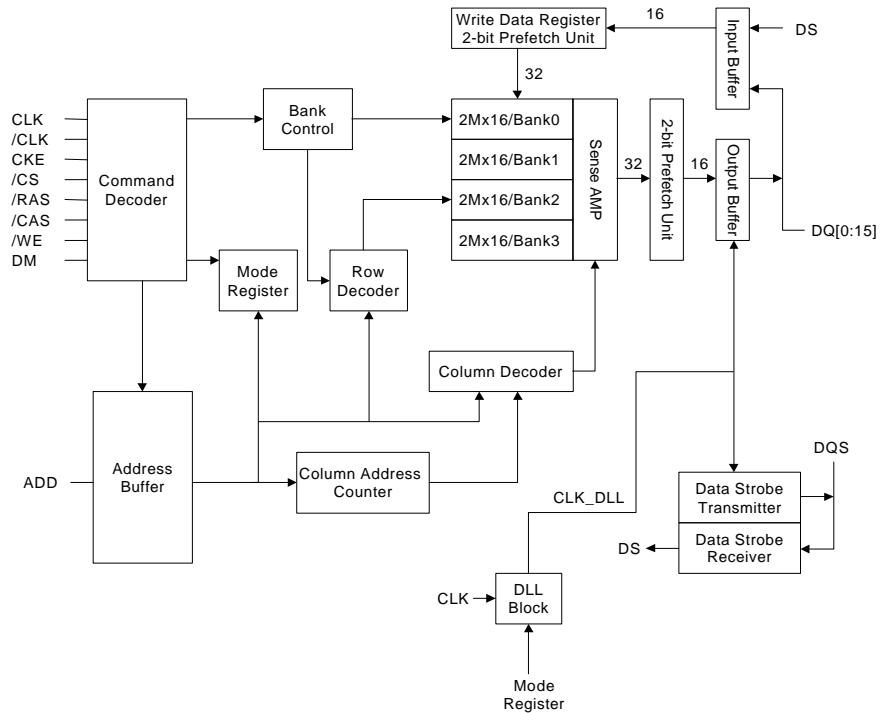 Write Data Register
2-bit Prefetch Unit
16
Input Buffer
DS
32
Bank
Control
CLK
/CLK
CKE
/CS
/RAS
/CAS
/WE
DM
Command
Decoder
2Mx16/Bank0
2Mx16/Bank1
2Mx16/Bank2
2Mx16/Bank3
Sense AMP
32
2-bit Prefetch Unit
16
Output Buffer
DQ[0:15]
Mode
Register
Row
Decoder
Column Decoder
ADD
Address
Buffer
Column Address
Counter
CLK_DLL
DQS
Data Strobe
Transmitter
Data Strobe
Receiver
DS
CLK
DLL
Block
Mode
Register